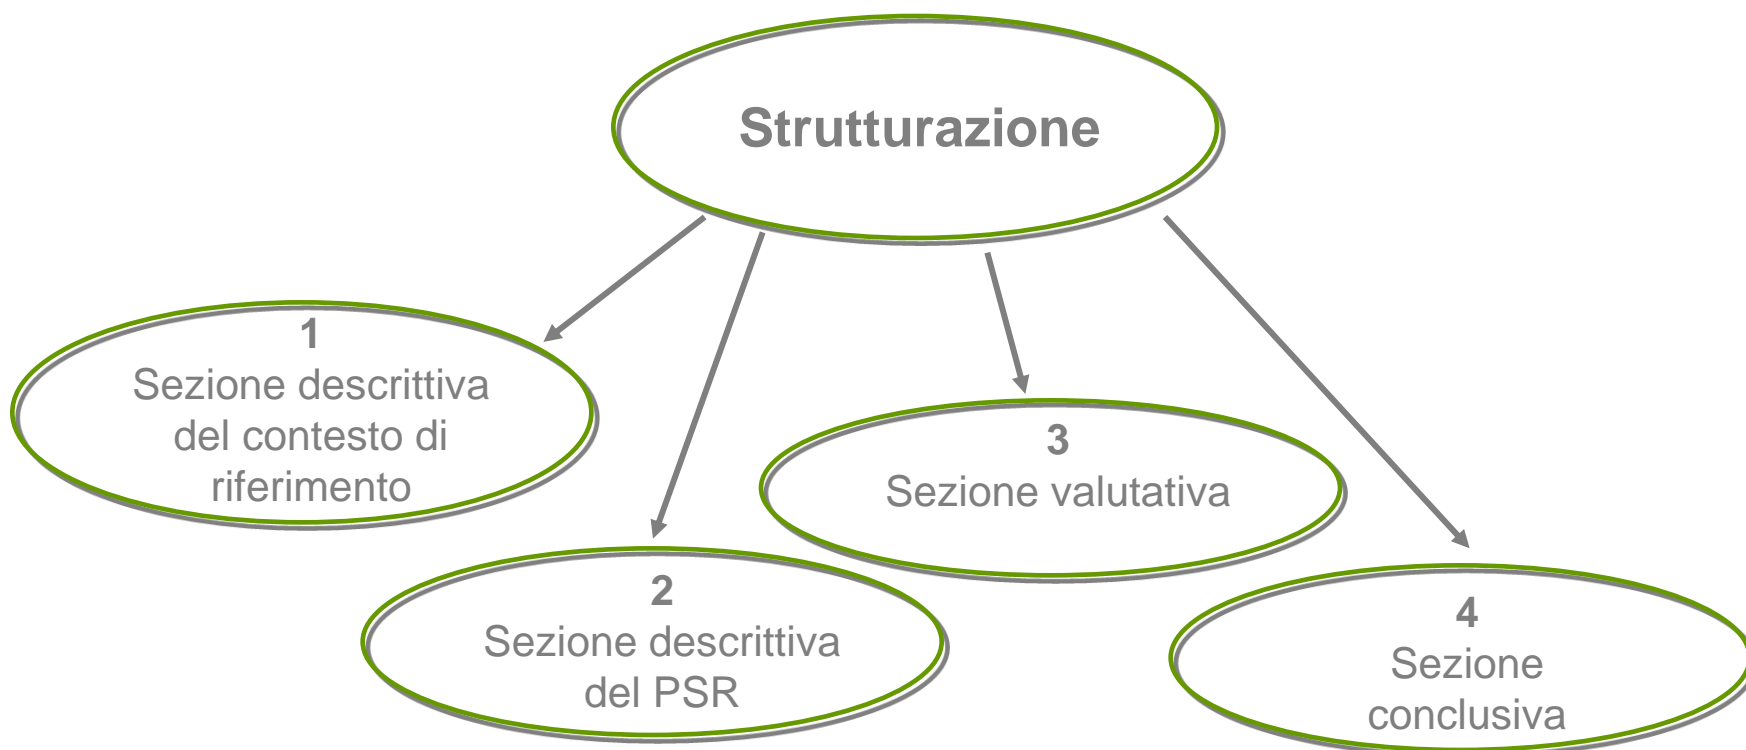 Strutturazione
1
Sezione descrittiva
del contesto di
riferimento
2
Sezione descrittiva
del PSR
3
Sezione valutativa
4
Sezione
conclusiva